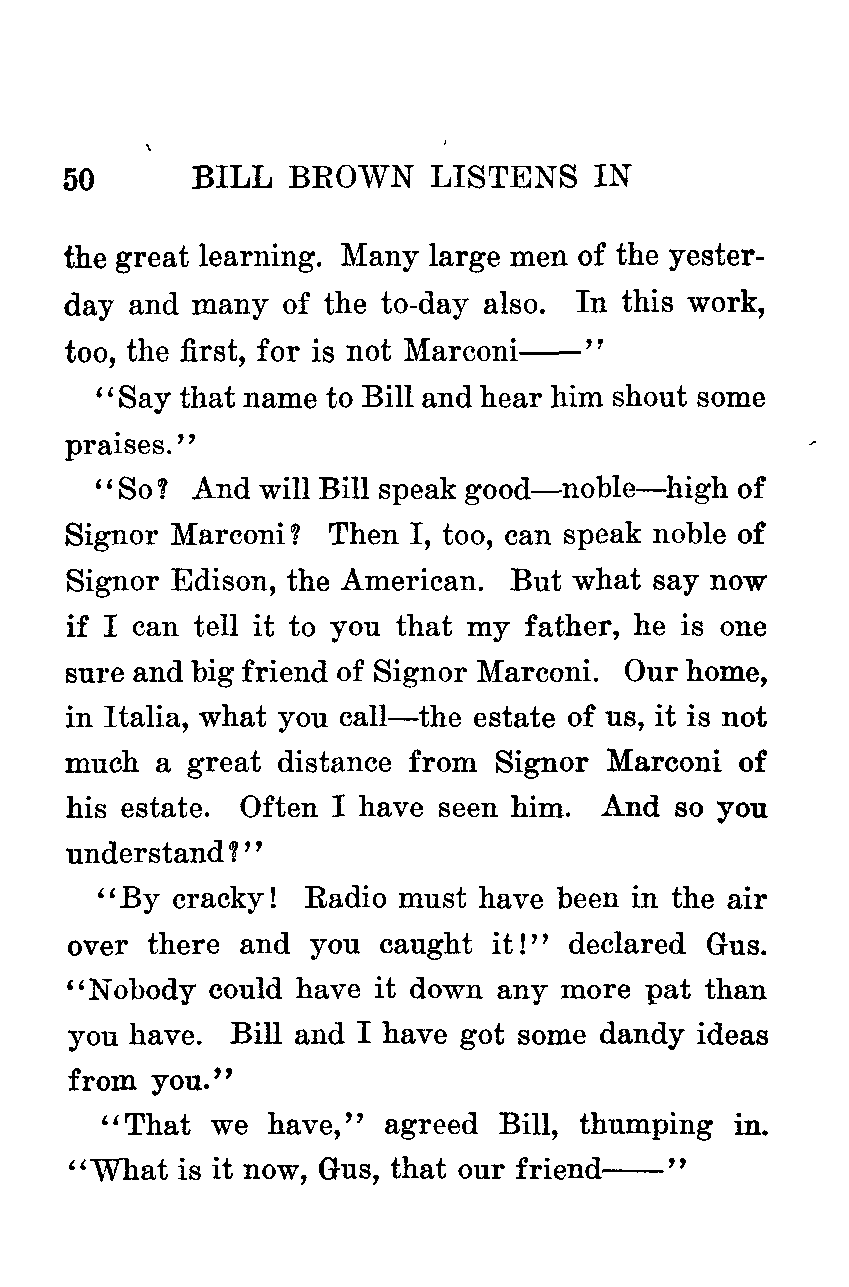 50 BILL BROWN LISTENS IN
the great learning. Many large men of the yester-
day and many of the to-day also. In this work,
too, the first, for is not Marconi——"
"Say that name to Bill and hear him shout some
praises."
"So? And will Bill speak good—noble—high of
Signor Marconi? Then I, too, can speak noble of
Signor Edison, the American. But what say now
if I can tell it to you that my father, he is one
sure and big friend of Signor Marconi. Our home,
in Italia, what you call—the estate of us, it is not
much a great distance from Signor Marconi of
his estate. Often I have seen him. And so you
understand?"
"By cracky! Radio must have been in the air
over there and you caught it!" declared Gus.
"Nobody could have it down any more pat than
you have. Bill and I have got some dandy ideas
from you."
"That we have," agreed Bill, thumping in.
"What is it now, Gus, that our friend——"